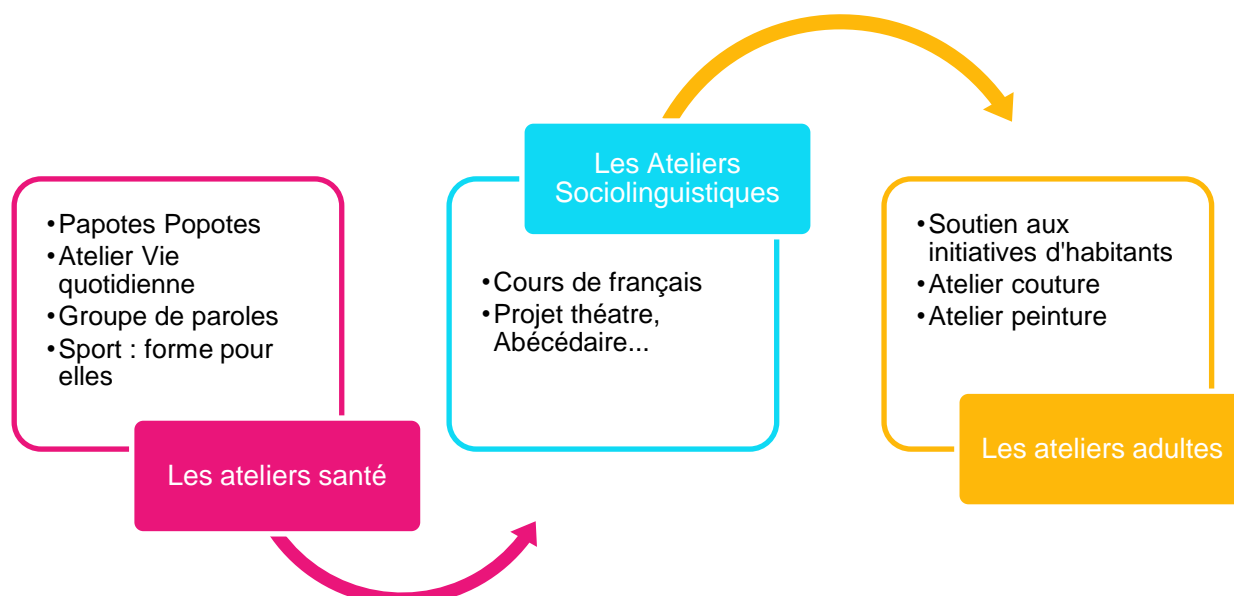 •Papotes Popotes
•Atelier Vie
quotidienne
•Groupe de paroles
•Sport : forme pour
elles
Les ateliers santé
Les Ateliers
Sociolinguistiques
•Cours de français
•Projet théatre,
Abécédaire...
•Soutien aux
initiatives d'habitants
•Atelier couture
•Atelier peinture
Les ateliers adultes